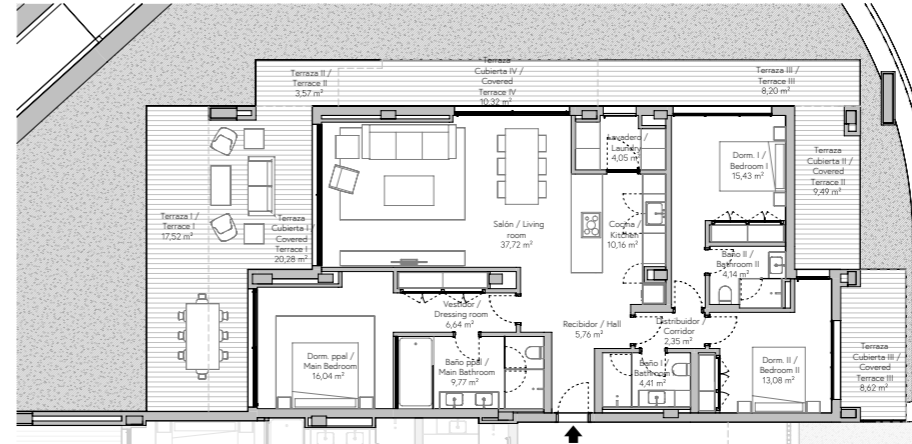 Terraza II /
Terrace II
3,57 m²
Terraza
Cubierta IV /
Covered
Terrace IV
10,32 m²
Terraza III /
Terrace III
8,20 m²
Lavadero /
Laundry
4,05 m
Dorm. I /
Bedroom I
15,43 m²
Terraza
Cubierta II /
Covered
Terrace II
9,49 m²
Terraza I /
Terrace I
17,52 m²
Terraza
Cubierta I /
Covered
Terrace I
20,28 m²
Salón / Living
room
37,72 m²
Cocina /
Kitchen
10,16 m²
Baño II /
Bathroom II
4,14 m²
Vestidor /
Dressing room
6,64 m²
Recibidor / Hall
5,76 m²
Distribuidor /
Corridor
2,35 m²
Dorm. ppal /
Main Bedroom
16,04 m²
Baño ppal /
Main Bathroom
9,77 m²
Baño I /
Bathroom
4,41 m²
Dorm. II /
Bedroom II
13,08 m²
Terraza
Cubierta III /
Covered
Terrace III
8,62 m²